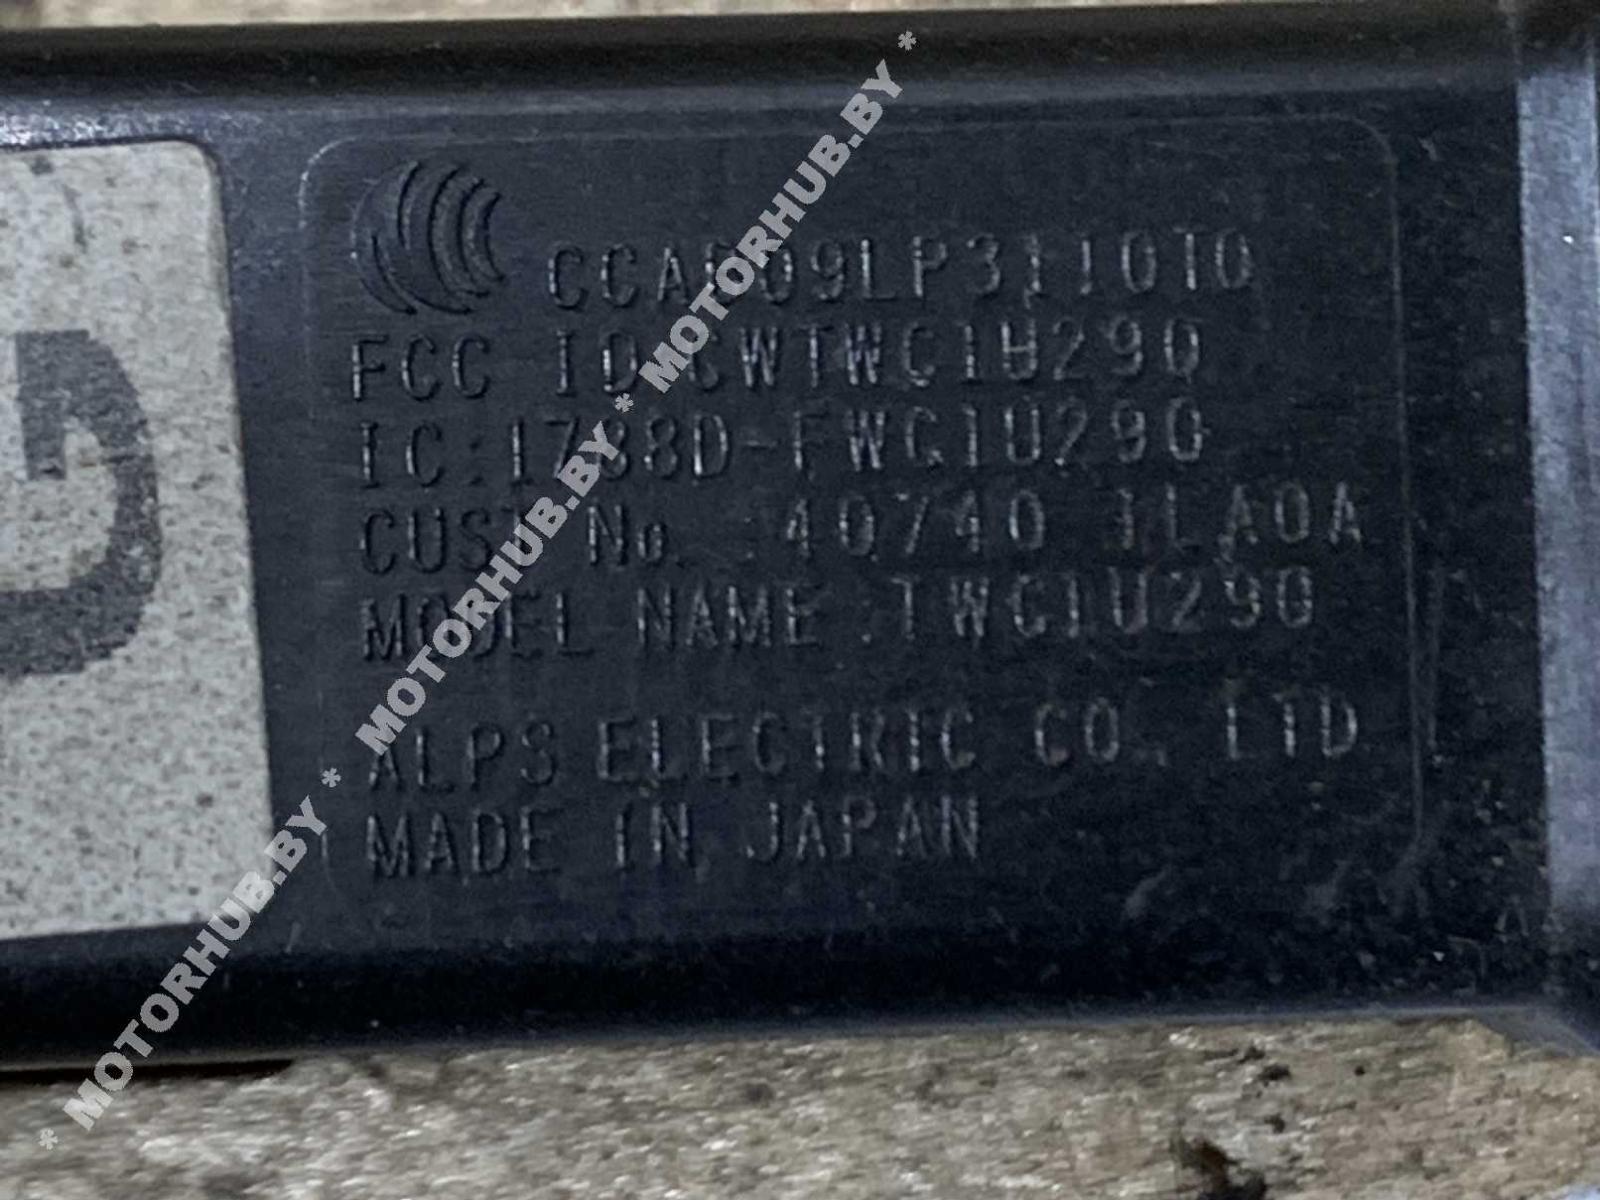 CCAB09LP3110T0
FCC ID:CWTWC1U290
IC:1788D-FWC1U290
CUST. No. :40740 1LA0A
MODEL NAME :TWC1U290
ALPS ELECTRIC CO., LTD
MADE IN JAPAN
* MOTORHUB.BY * MOTORHUB.BY * MOTORHUB.BY *